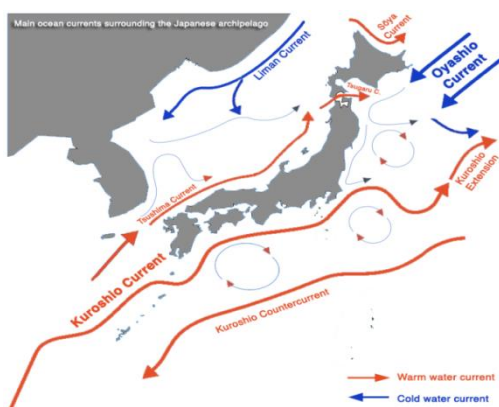 Main ocean currents surrounding the Japanese archipelago
Sōya
Current
Liman Current
Oyashio
Current
Tsugaru C.
Tsushima Current
Kuroshio
Extension
Kuroshio Current
Kuroshio Countercurrent
Warm water current
Cold water current